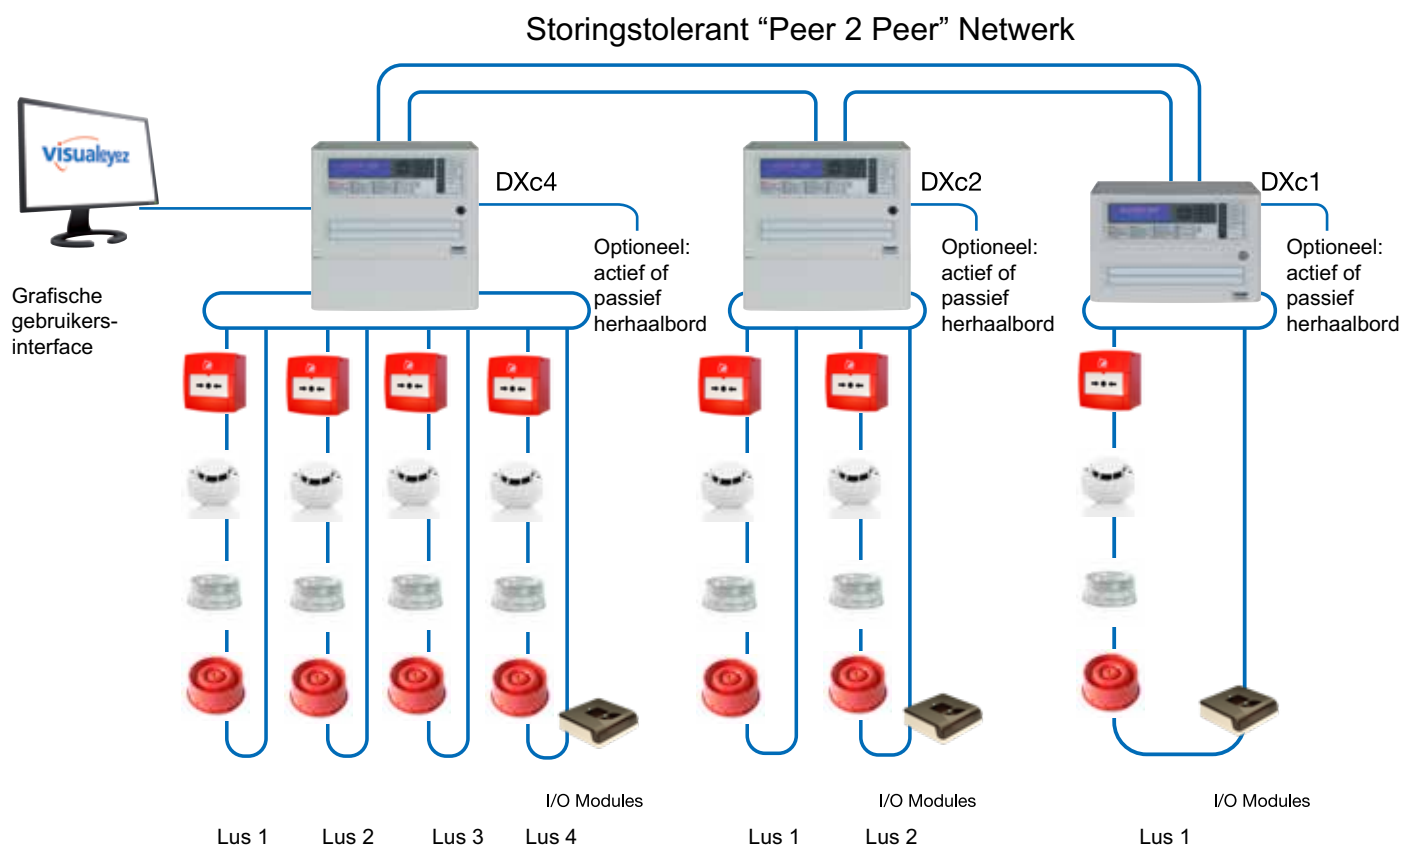 Storingstolerant “Peer 2 Peer” Netwerk
visualeyez
DXc4
DXc2
DXc1
Grafische
gebruikers-
interface
Optioneel:
actief of
passief
herhaalbord
Optioneel:
actief of
passief
herhaalbord
Optioneel:
actief of
passief
herhaalbord
I/O Modules
I/O Modules
I/O Modules
Lus 1
Lus 2
Lus 3
Lus 4
Lus 1
Lus 2
Lus 1